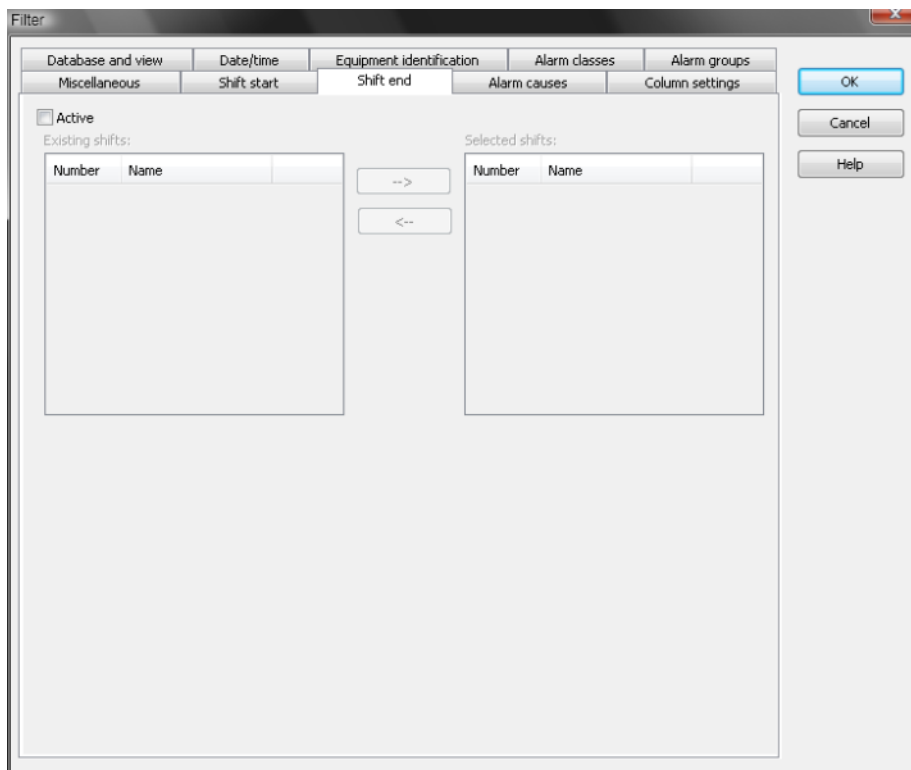 Filter
Database and view Date/time Equipment identification Alarm classes Alarm groups
Miscellaneous Shift start Shift end Alarm causes Column settings
OK
Active
Cancel
Existing shifts: Selected shifts:
Help
Number Name --> Number Name
<--